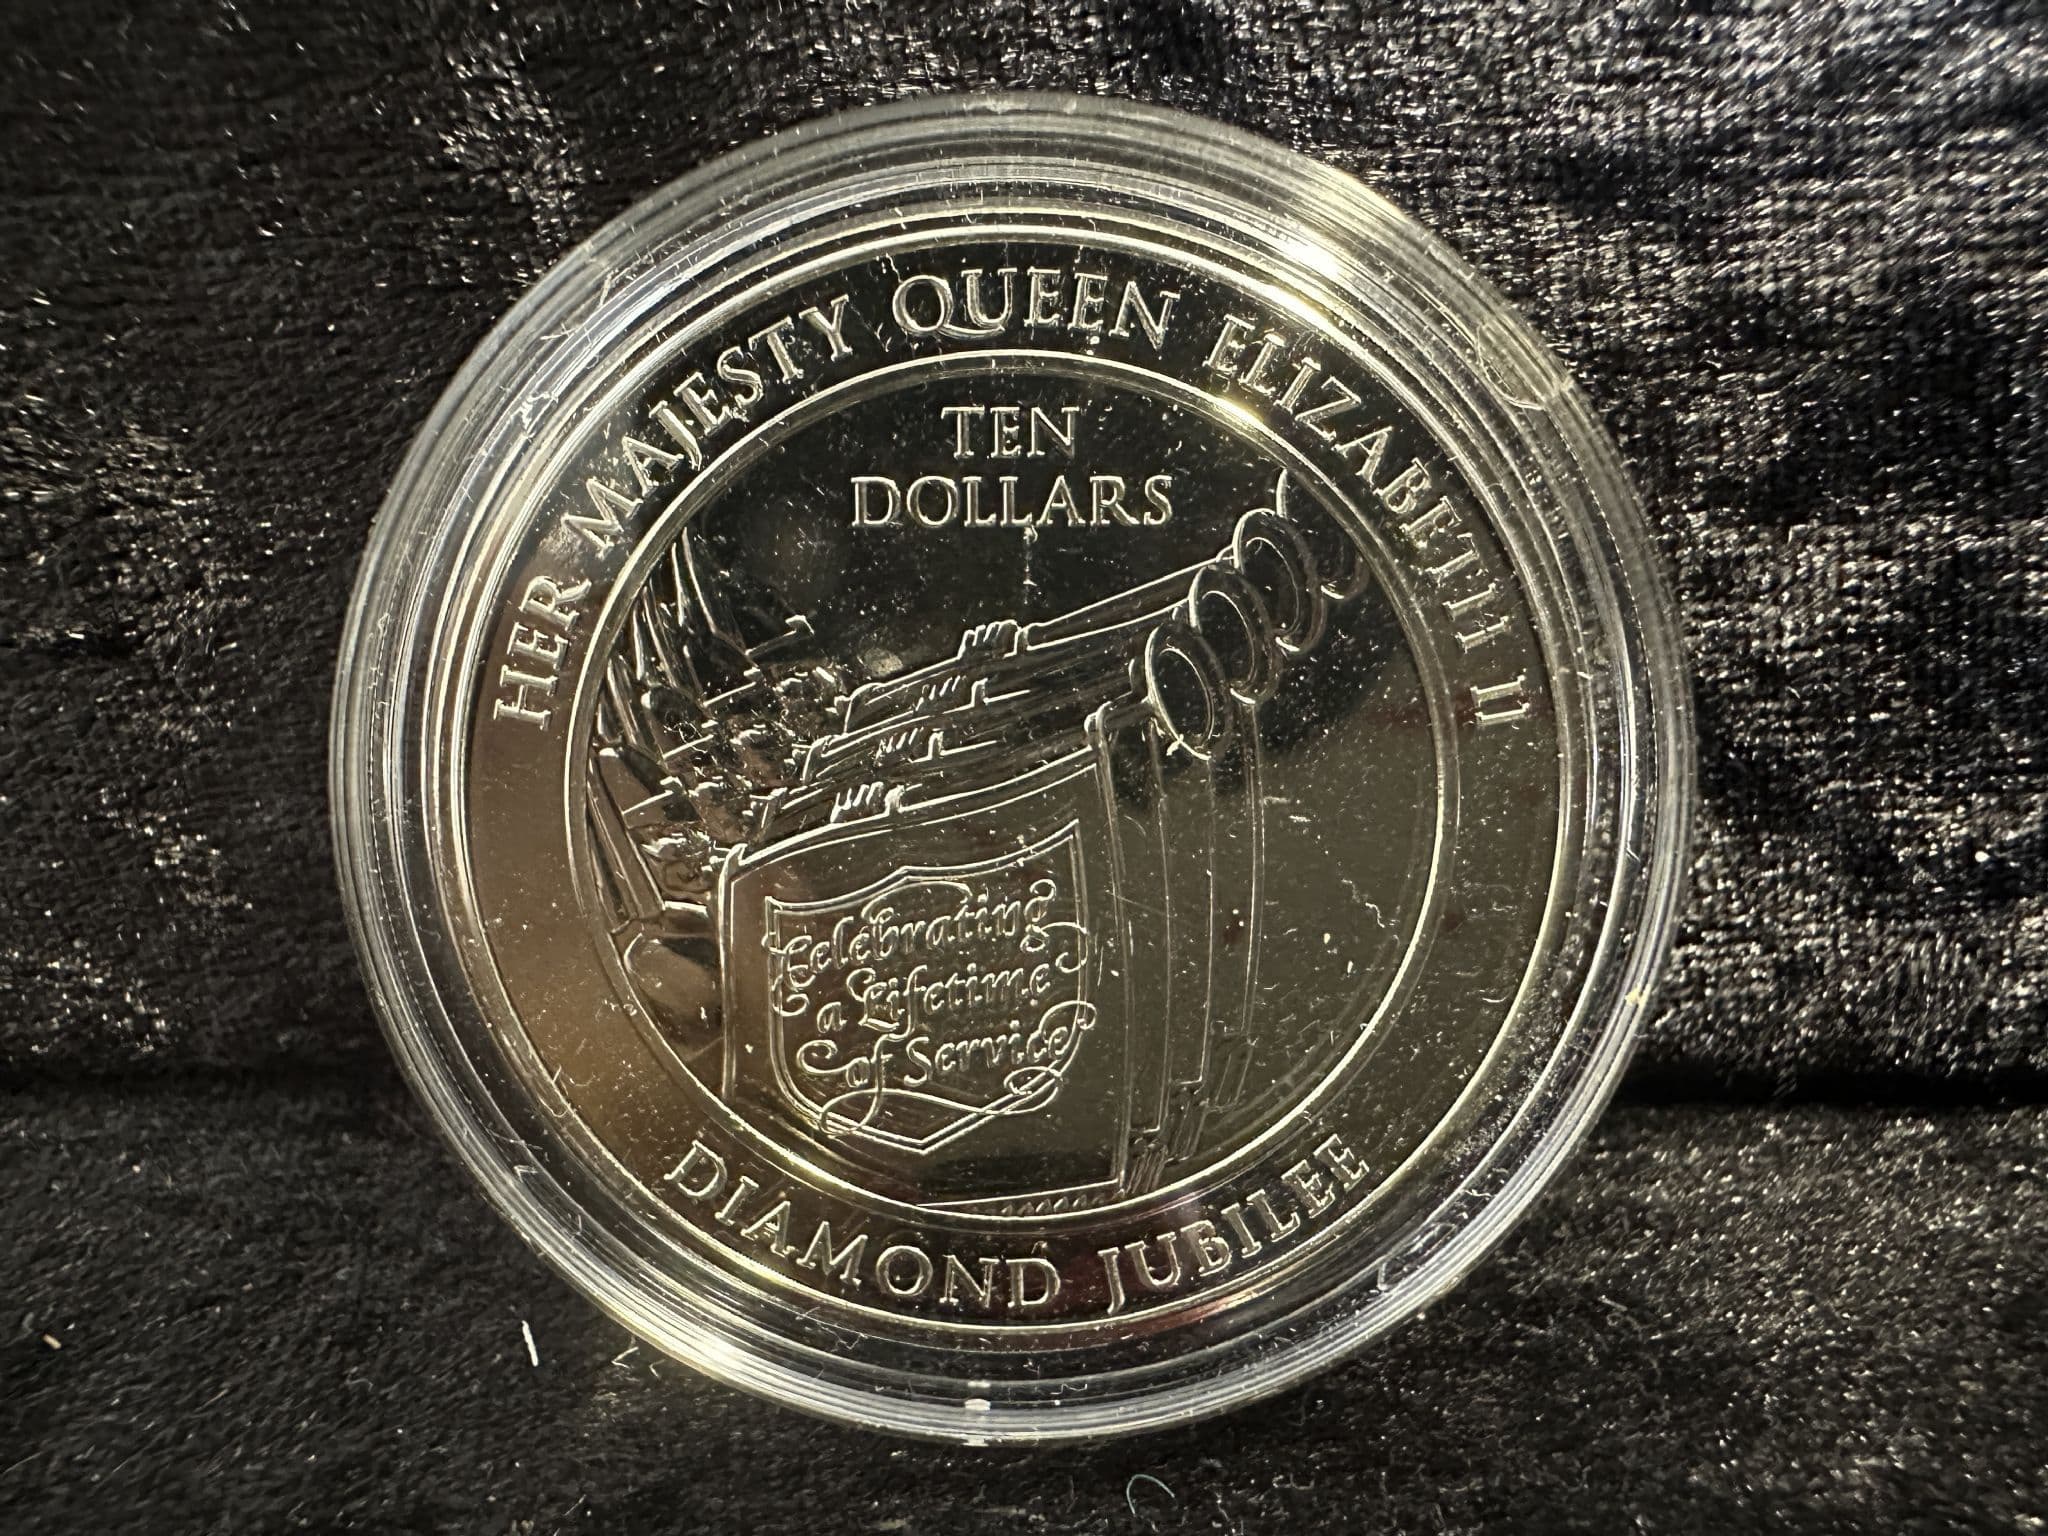 HER MAJESTY QUEEN ELIZABETH II
TEN
DOLLARS
Celebrating
a Lifetime
of Service
DIAMOND JUBILEE